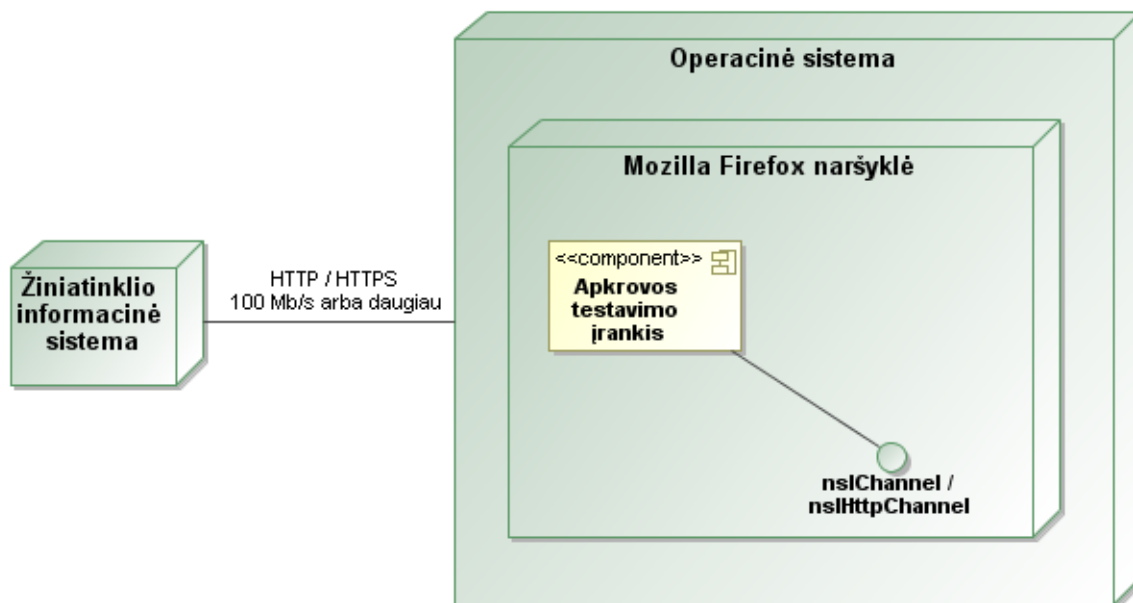 Operacinė sistema
Mozilla Firefox naršyklė
<<component>>
Apkrovos
testavimo
įrankis
Žiniatinklio
informacinė
sistema
HTTP / HTTPS
100 Mb/s arba daugiau
nsIChannel /
nsIHttpChannel